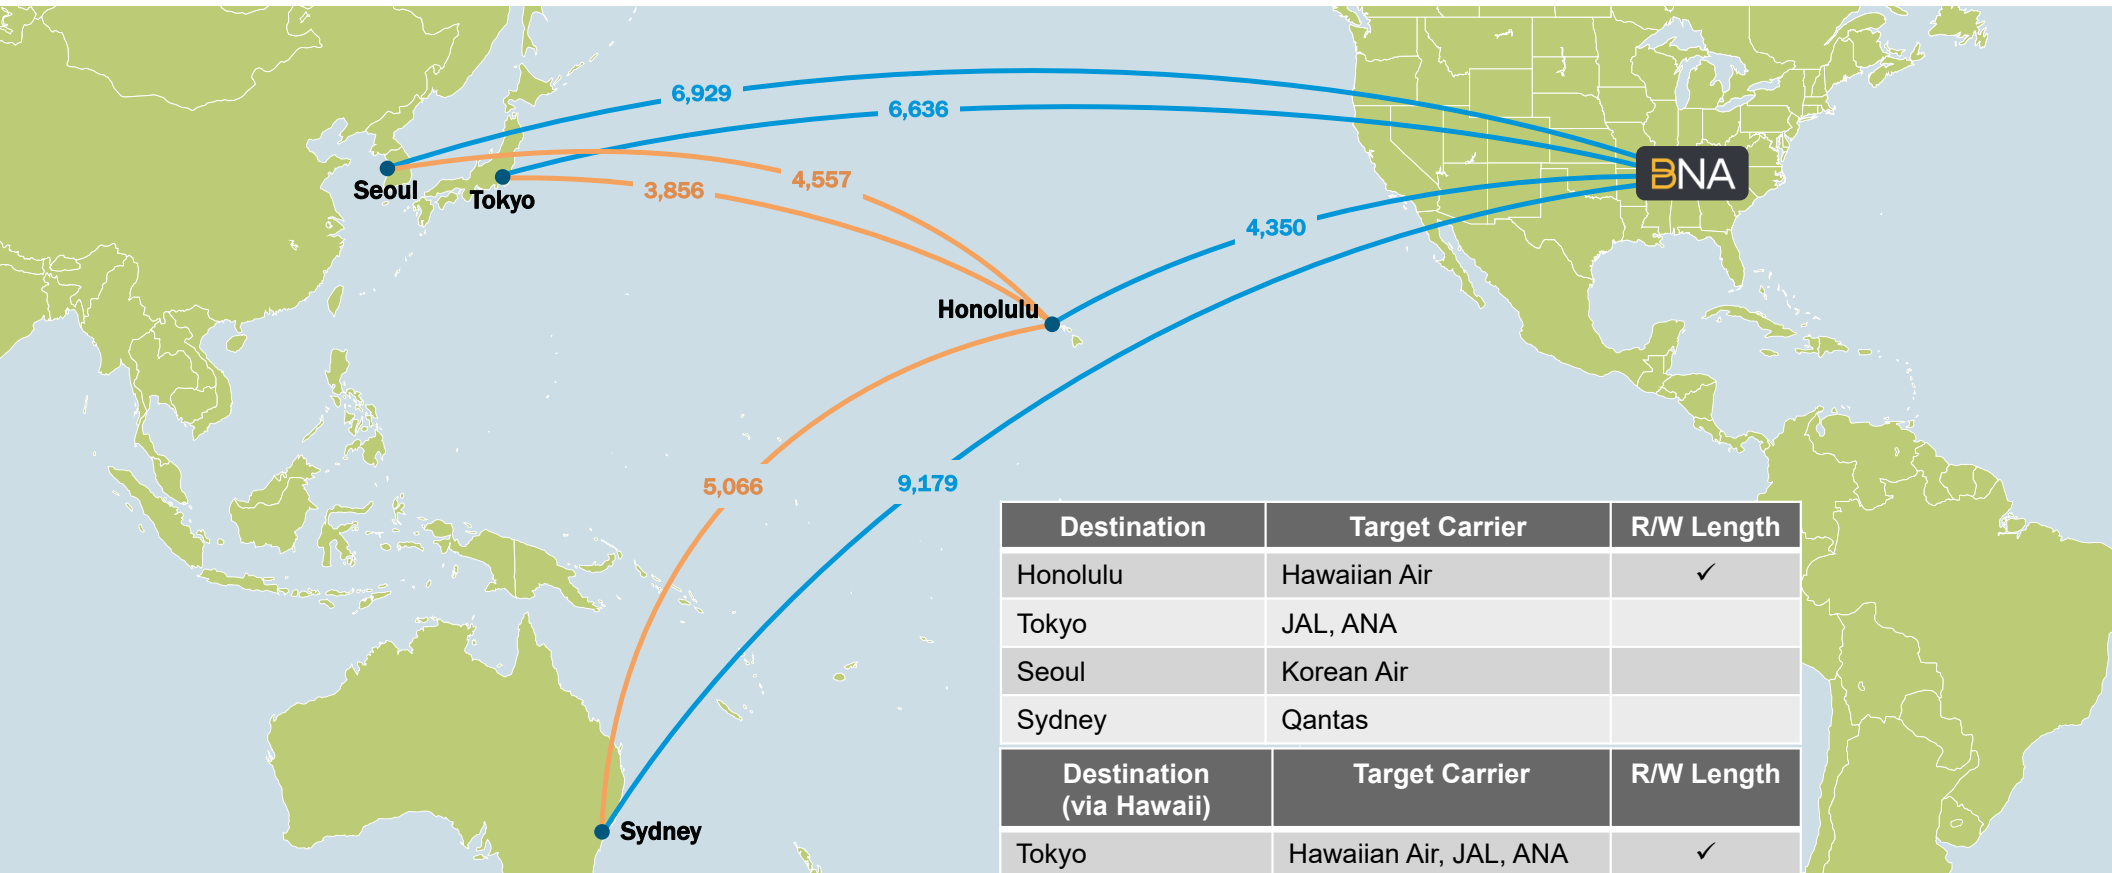 6,929
6,636
BNA
Seoul
Tokyo
3,856
4,557
4,350
Honolulu
5,066
9,179
Sydney
Destination Target Carrier R/W Length
Honolulu Hawaiian Air ✓
Tokyo JAL, ANA
Seoul Korean Air
Sydney Qantas
Destination Target Carrier R/W Length
(via Hawaii)
Tokyo Hawaiian Air, JAL, ANA ✓